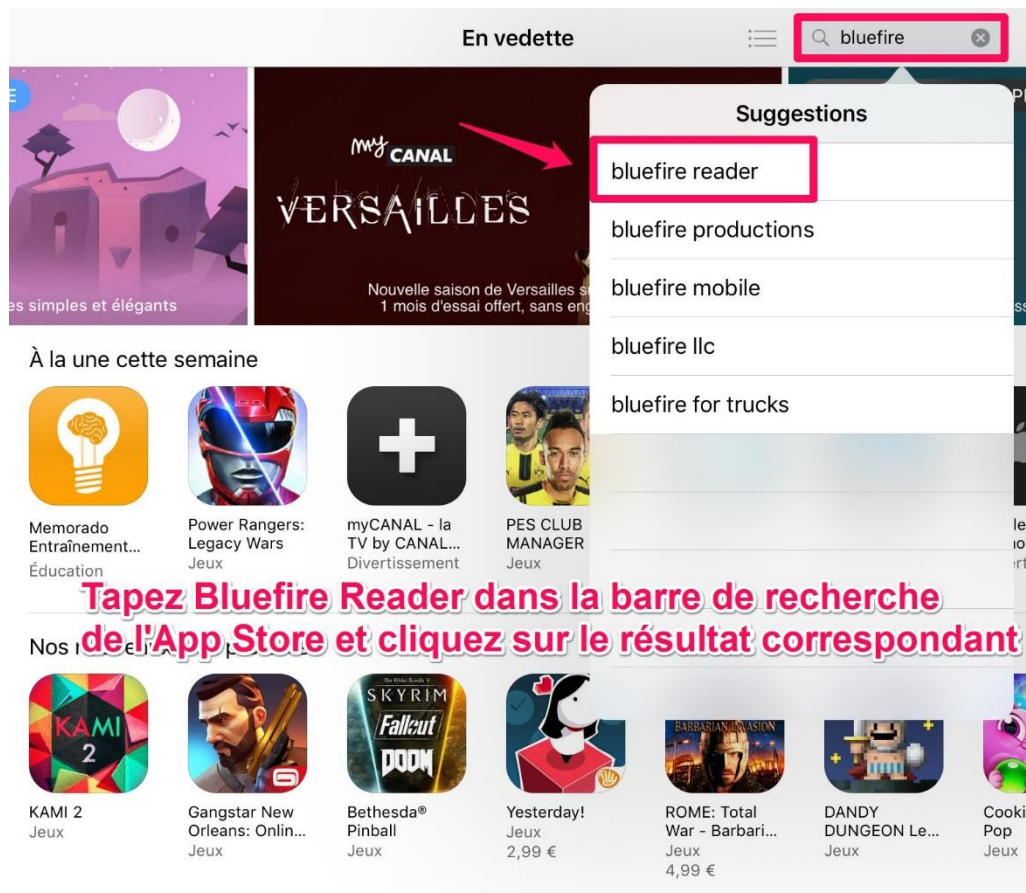 En vedette
bluefire
E
my CANAL
VERSAILLES
Nouvelle saison de Versailles
1 mois d'essai offert, sans
es simples et élégants
Suggestions
bluefire reader
bluefire productions
bluefire mobile
bluefire llc
bluefire for trucks
À la une cette semaine
Memorado
Entraînement...
Éducation
Power Rangers:
Legacy Wars
Jeux
myCANAL - la
TV by CANAL...
Divertissement
PES CLUB
MANAGER
Jeux
Tapez Bluefire Reader dans la barre de recherche
de l'App Store et cliquez sur le résultat correspondant
Nos
KAMI
2
The Elder Scrolls V
SKYRIM
Fallout
DOOM
BARBARIAN INVASION
KAMI 2
Jeux
Gangstar New
Orleans: Onlin...
Jeux
Bethesda®
Pinball
Jeux
Yesterday!
Jeux
2,99 €
ROME: Total
War - Barbari...
Jeux
4,99 €
DANDY
DUNGEON Le...
Jeux
Cooki
Pop
Jeux